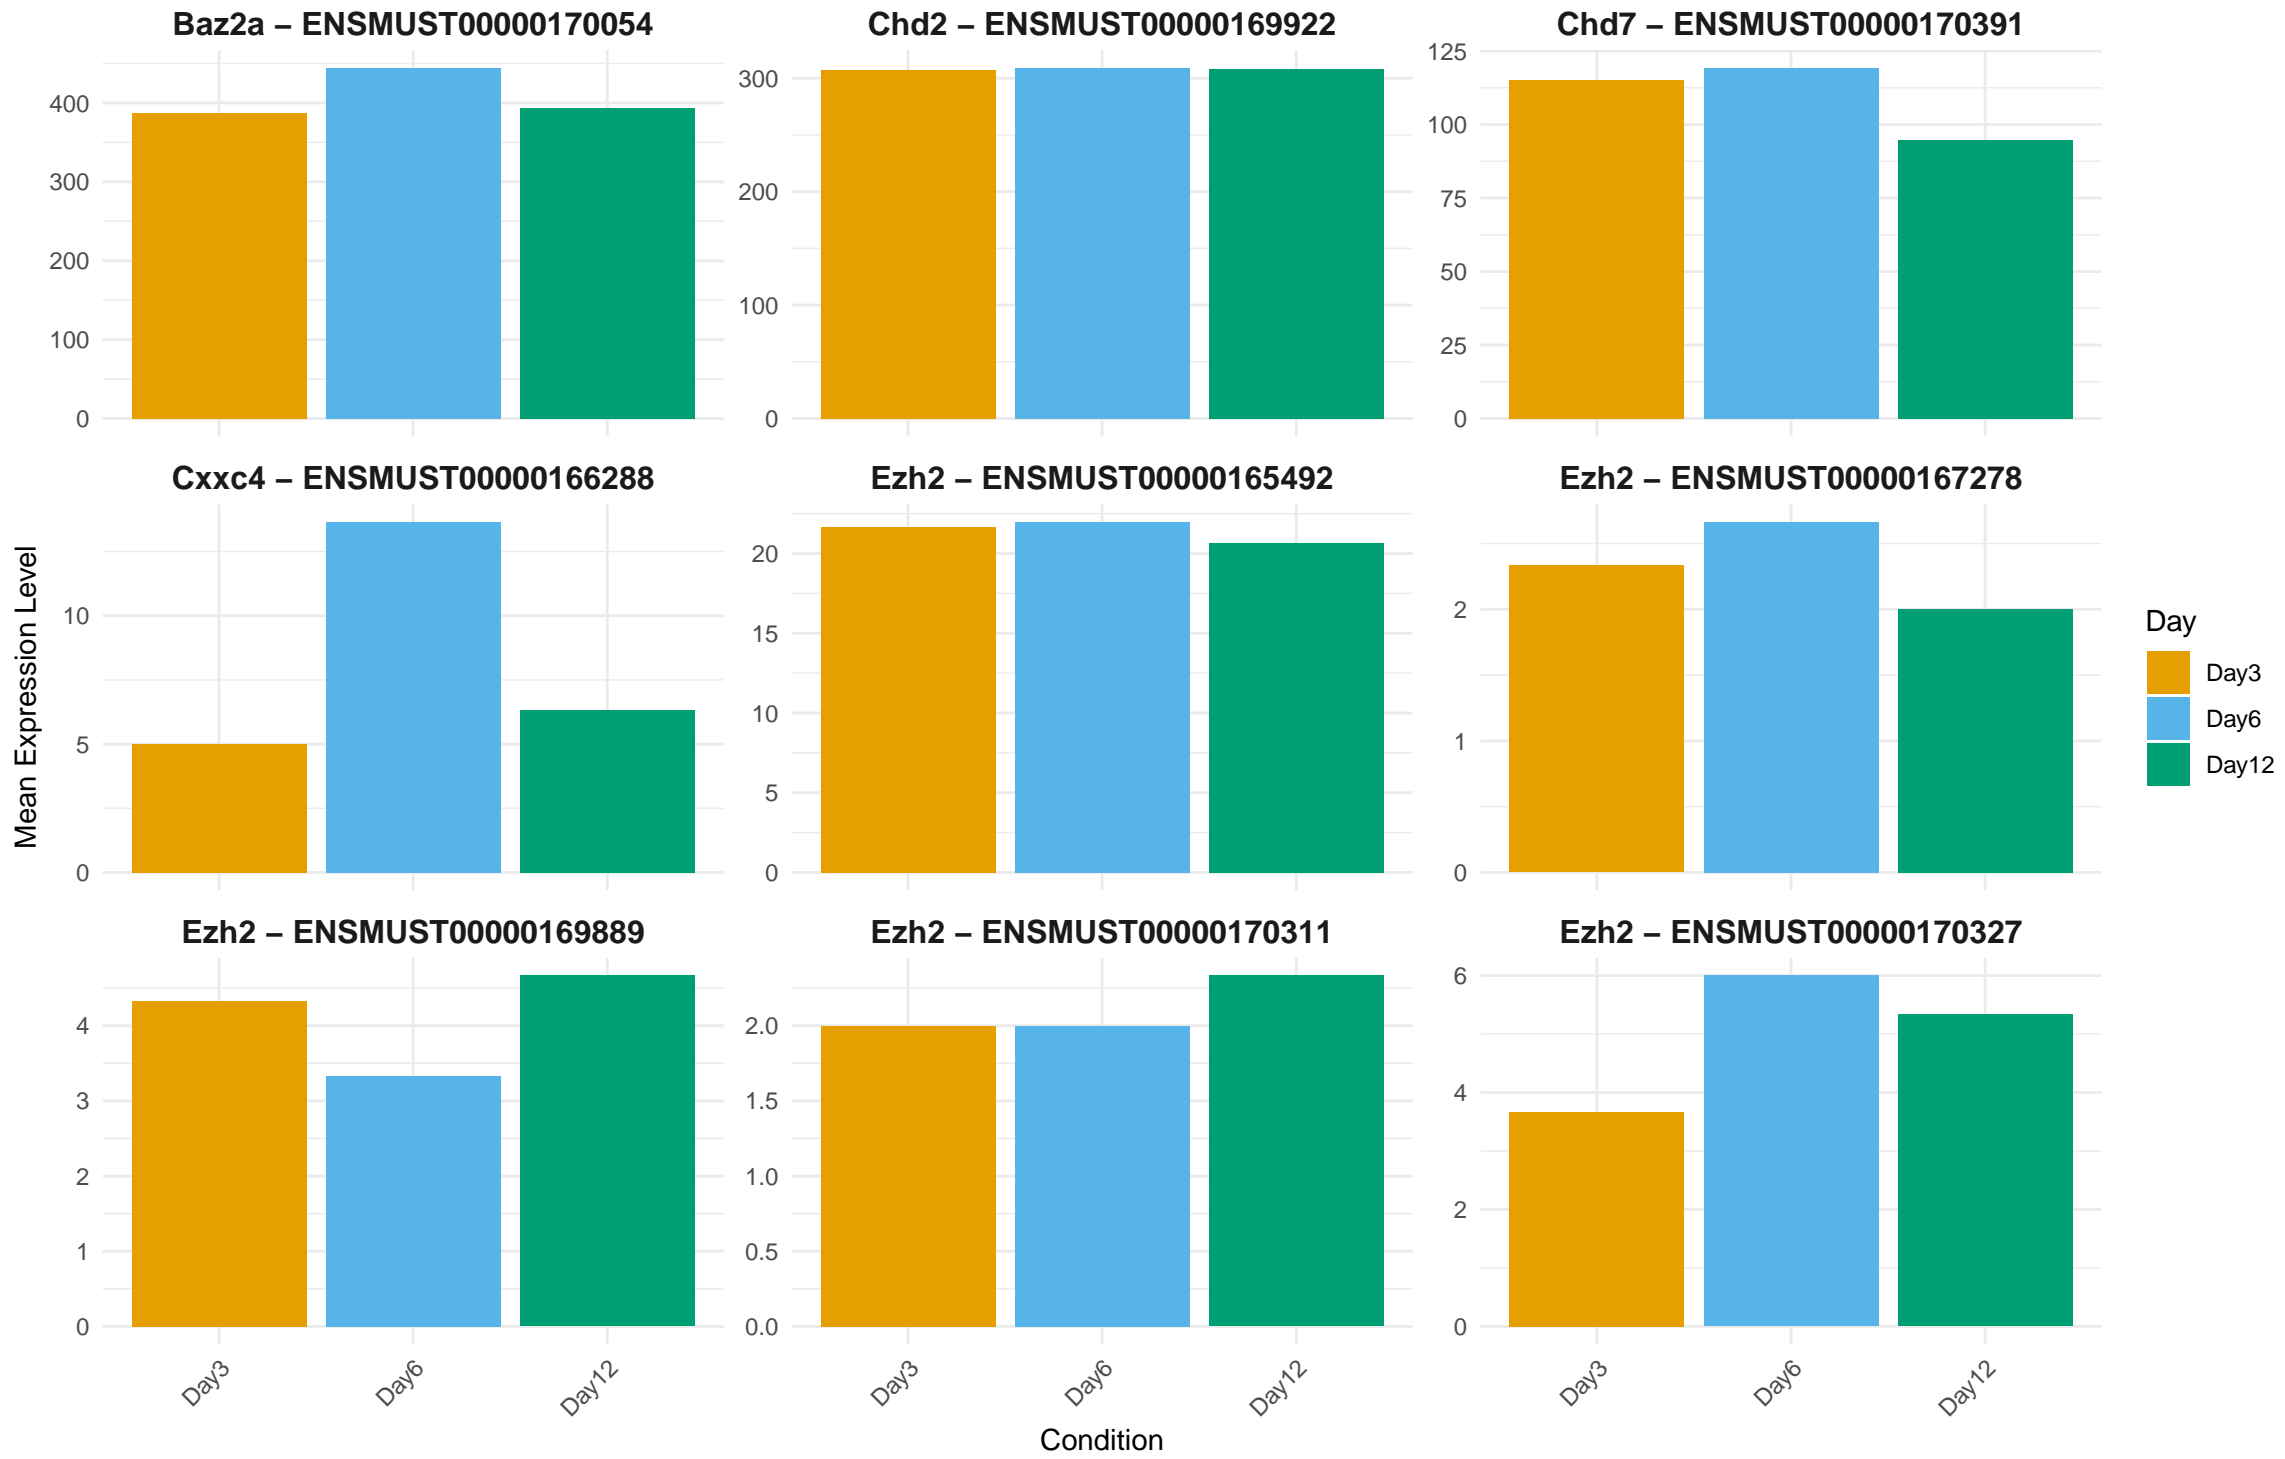 Baz2a – ENSMUST00000170054
Chd2 – ENSMUST00000169922
Chd7 – ENSMUST00000170391
400
300
200
100
0
300
200
100
0
125
100
75
50
25
0
Mean Expression Level
Cxxc4 – ENSMUST00000166288
Ezh2 – ENSMUST00000165492
Ezh2 – ENSMUST00000167278
10
5
0
20
15
10
5
0
2
1
0
Day
Day3
Day6
Day12
Ezh2 – ENSMUST00000169889
Ezh2 – ENSMUST00000170311
Ezh2 – ENSMUST00000170327
4
3
2
1
0
2.0
1.5
1.0
0.5
0.0
6
4
2
0
Day3
Day6
Day12
Day3
Day6
Day12
Day3
Day6
Day12
Condition